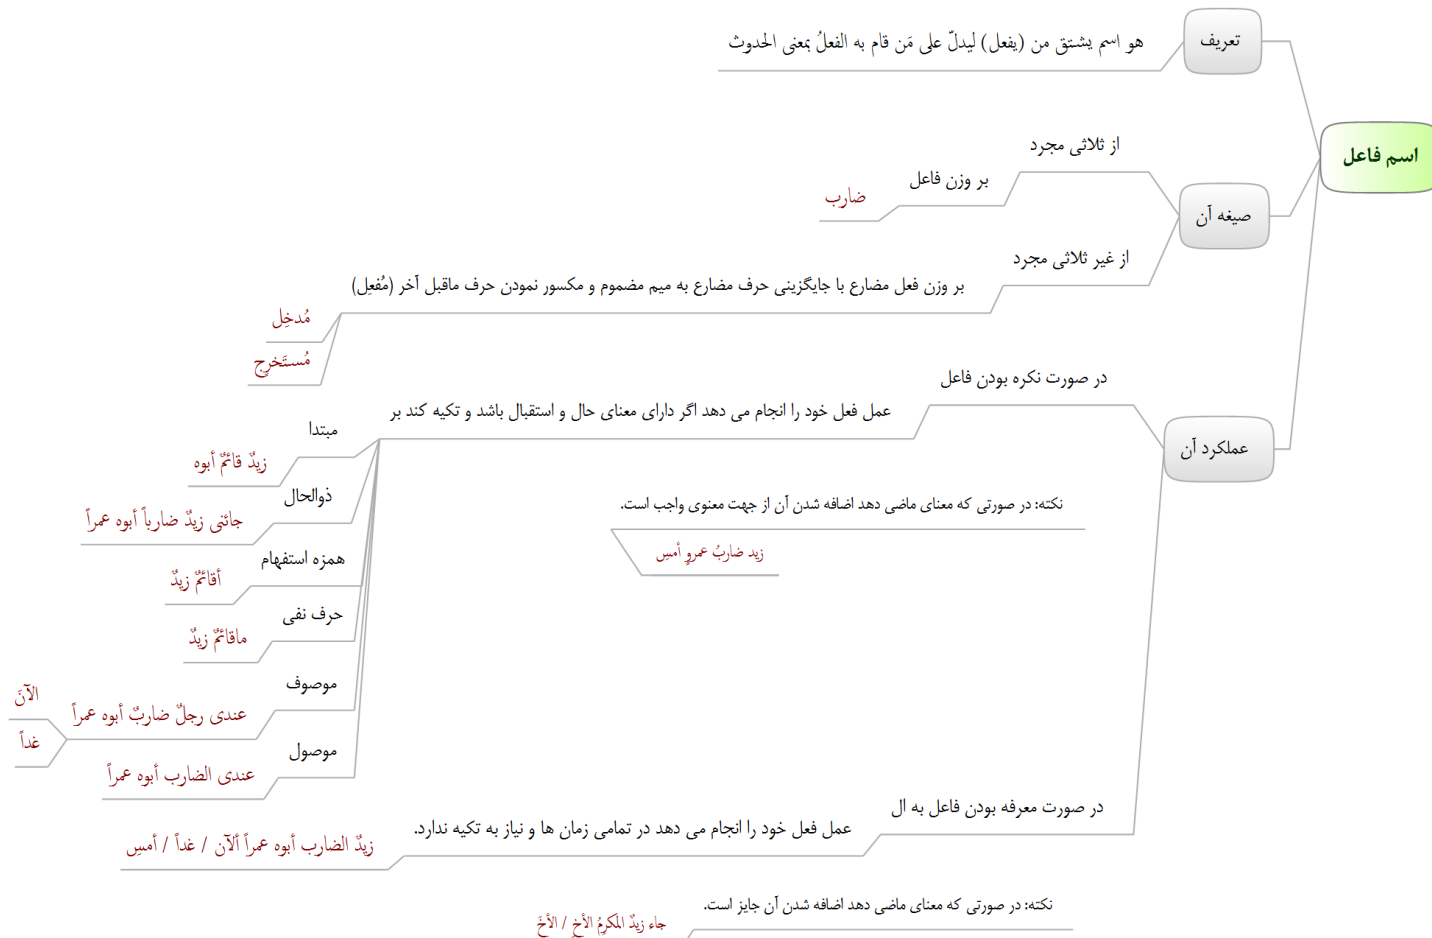 اسم فاعل
تعریف
هو اسم یشتق من (یفعل) لیدلّ علی مَن قام به الفعلُ بمعنی الحدوث
صیغه آن
از ثلاثی مجرد
بر وزن فاعل
ضارب
از غیر ثلاثی مجرد
بر وزن فعل مضارع با جایگزینی حرف مضارع به میم مضموم و مکسور نمودن حرف ماقبل آخر (مُفعِل)
مُدخِل
مُستَخرِج
عملکرد آن
در صورت نکره بودن فاعل
عمل فعل خود را انجام می دهد اگر دارای معنای حال و استقبال باشد و تکیه کند بر
مبتدا
زیدٌ قائمٌ أبوه
ذوالحال
جائنی زیدٌ ضارباً أبوه عمراً
همزه استفهام
أقائمٌ زیدٌ
حرف نفی
ماقائمٌ زیدٌ
موصوف
عندی رجلٌ ضاربٌ أبوه عمراً
الآنَ
غداً
موصول
عندی الضارب أبوه عمراً
نکته: در صورتی که معنای ماضی دهد اضافه شدن آن از جهت معنوی واجب است.
زید ضاربُ عمروٍ أمسِ
در صورت معرفه بودن فاعل به ال
عمل فعل خود را انجام می دهد در تمامی زمان ها و نیاز به تکیه ندارد.
زیدٌ الضارب أبوه عمراً ألآن / غداً / أمسِ
نکته: در صورتی که معنای ماضی دهد اضافه شدن آن جایز است.
جاء زیدٌ المکرِمُ الأخِ / الأخَ